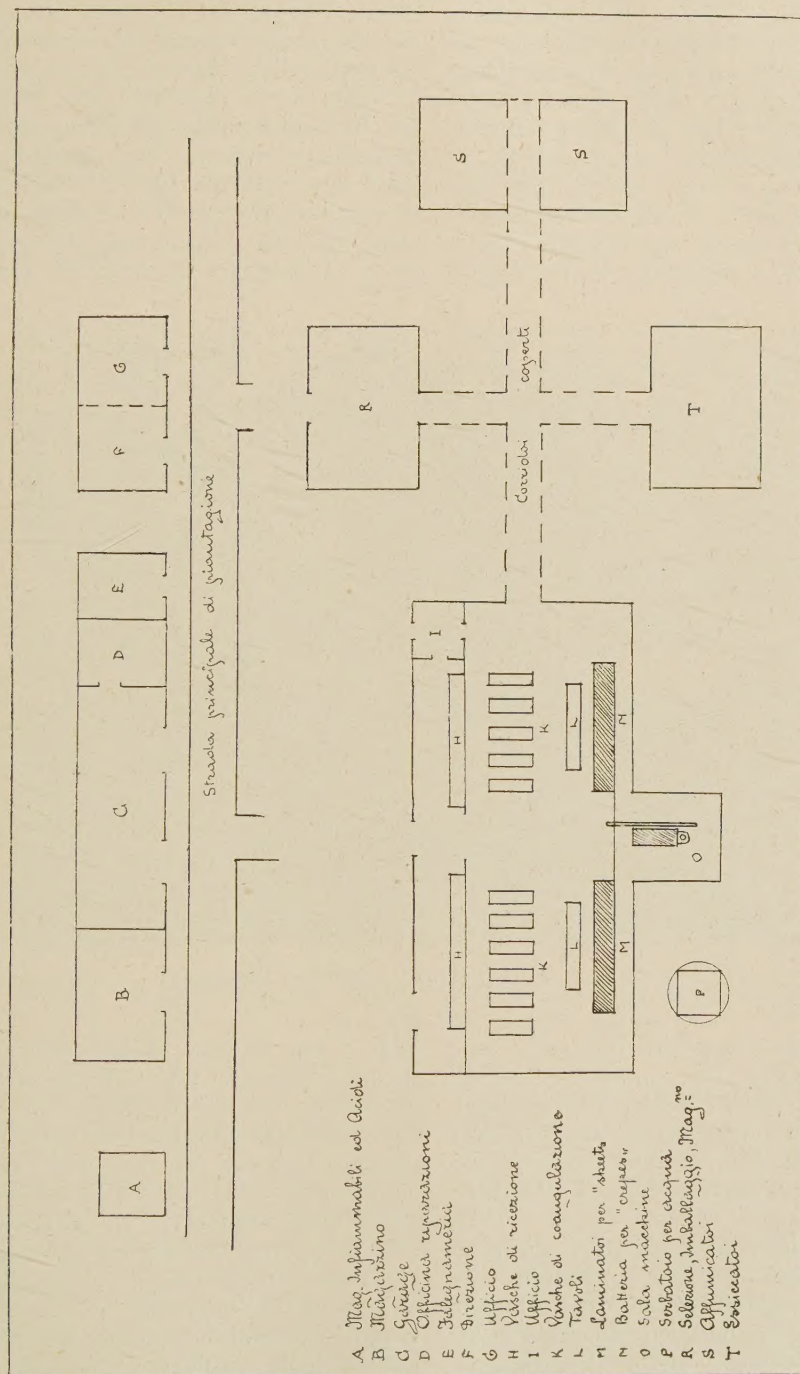 A B C D E F G
Strada principale di piantagione
R
I
H H
S
Corridoi coperti
K K
L L
S
M M
T
O
P
A Mag. Infiammabili ed Acidi
B Magazzino
C Garage
D Officina riparazioni
E Falegnameria
F Direzione
G Ufficio
H Vasche di ricezione
I Ufficio
K Vasche di coangulazione
L Tavoli
M Laminatoi per "sheets„
N Batteria per "crepes„
O Sala macchine
P Serbatoio per acqua
R Selezione, Imballaggio, Mag.no
S Affumicatoi
T Essiccatoi